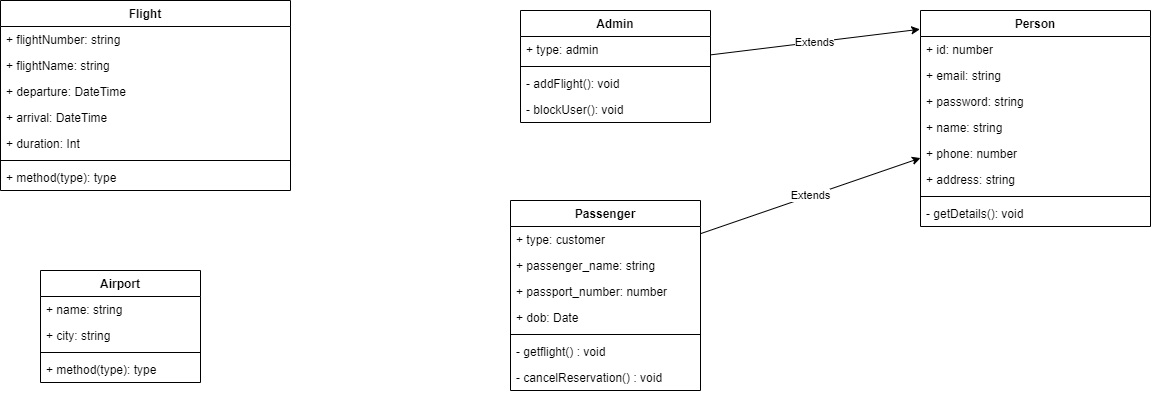 Flight
+ flightNumber: string
+ flightName: string
+ departure: DateTime
+ arrival: DateTime
+ duration: Int
+ method(type): type
Airport
+ name: string
+ city: string
+ method(type): type
Admin
+ type: admin
- addFlight(): void
- blockUser(): void
Extends
Passenger
+ type: customer
+ passenger_name: string
+ passport_number: number
+ dob: Date
- getflight() : void
- cancelReservation() : void
Extends
Person
+ id: number
+ email: string
+ password: string
+ name: string
+ phone: number
+ address: string
- getDetails(): void